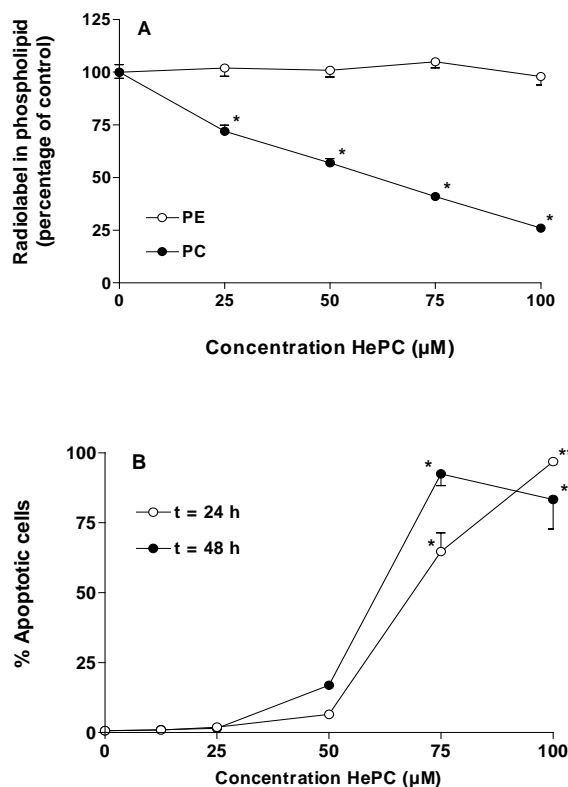 A
Radiolabel in phospholipid
(percentage of control)
125
100
75
50
25
0
PE
PC
* * * *
0 25 50 75 100
Concentration HePC (µM)
B
% Apoptotic cells
100
75
50
25
0
t = 24 h
t = 48 h
* **
* *
0 25 50 75 100
Concentration HePC (µM)